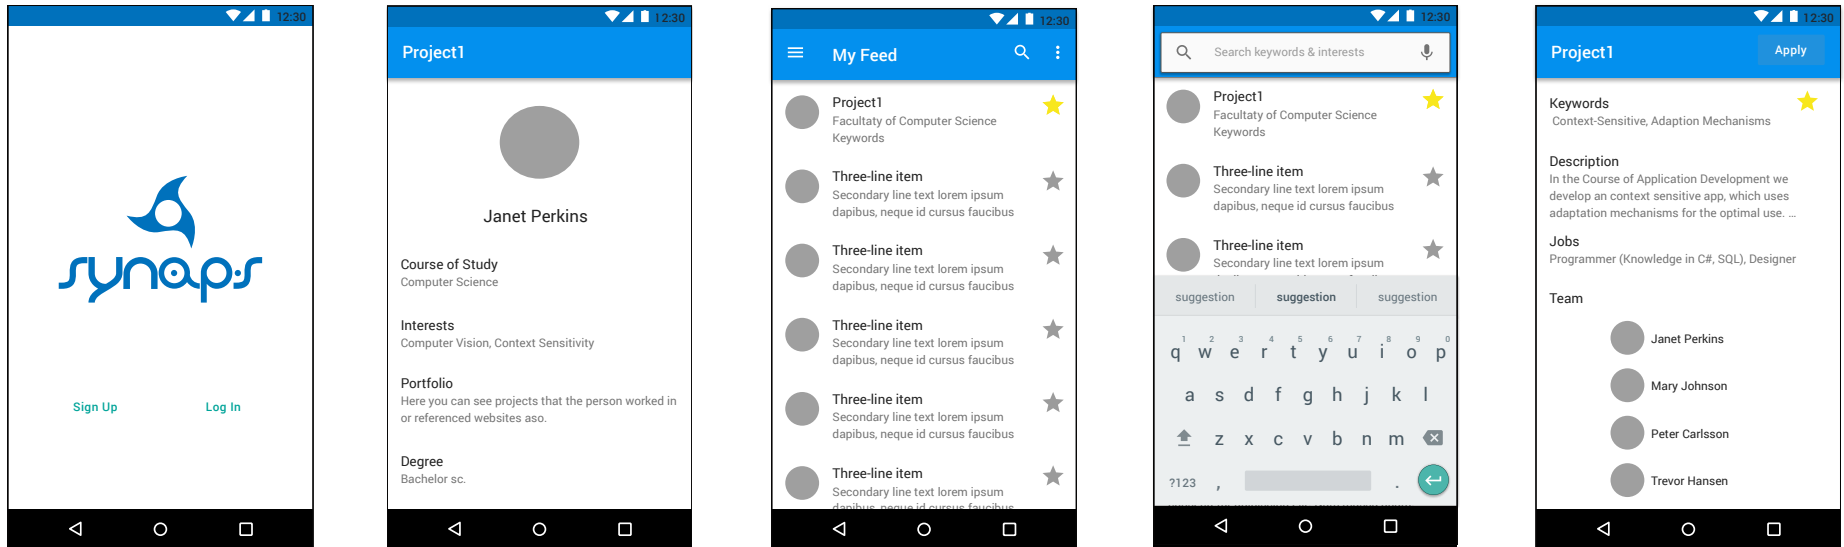 12:30
synaps
Sign Up
Log In
12:30
Project1
Janet Perkins
Course of Study
Computer Science
Interests
Computer Vision, Context Sensitivity
Portfolio
Here you can see projects that the person worked in
or referenced websites aso.
Degree
Bachelor sc.
12:30
My Feed
Project1
Facultaty of Computer Science
Keywords
Three-line item
Secondary line text lorem ipsum
dapibus, neque id cursus faucibus
Three-line item
Secondary line text lorem ipsum
dapibus, neque id cursus faucibus
Three-line item
Secondary line text lorem ipsum
dapibus, neque id cursus faucibus
Three-line item
Secondary line text lorem ipsum
dapibus, neque id cursus faucibus
Three-line item
Secondary line text lorem ipsum
dapibus, neque id cursus faucibus
12:30
Search keywords & interests
Project1
Facultaty of Computer Science
Keywords
Three-line item
Secondary line text lorem ipsum
dapibus, neque id cursus faucibus
Three-line item
Secondary line text lorem ipsum
suggestion suggestion suggestion
1 2 3 4 5 6 7 8 9 0
q w e r t y u i o p
a s d f g h j k l
z x c v b n m
?123 , .
12:30
Project1
Apply
Keywords
Context-Sensitive, Adaption Mechanisms
Description
In the Course of Application Development we
develop an context sensitive app, which uses
adaptation mechanisms for the optimal use. ...
Jobs
Programmer (Knowledge in C#, SQL), Designer
Team
Janet Perkins
Mary Johnson
Peter Carlsson
Trevor Hansen